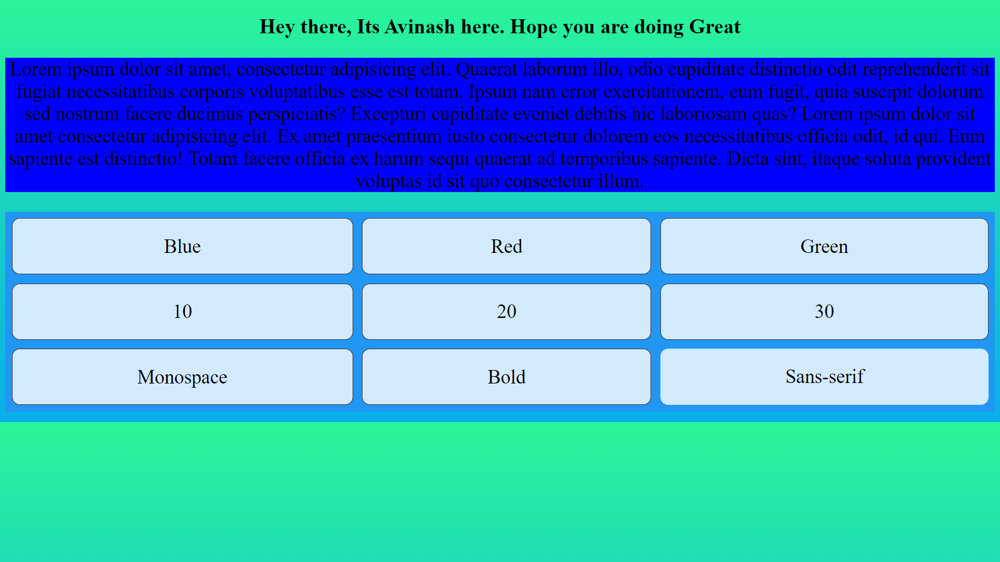 Hey there, Its Avinash here. Hope you are doing Great
Lorem ipsum dolor sit amet, consectetur adipisicing elit. Quaerat laborum illo, odio cupiditate distinctio odit reprehenderit sit
fugiat necessitatibus corporis voluptatibus esse est totam. Ipsum nam error exercitationem, eum fugit, quia suscipit dolorum
sed nostrum facere ducimus perspiciatis? Excepturi cupiditate eveniet debitis hic laboriosam quas? Lorem ipsum dolor sit
amet consectetur adipisicing elit. Ex amet praesentium iusto consectetur dolorem eos necessitatibus officia odit, id qui. Eum
sapiente est distinctio! Totam facere officia ex harum sequi quaerat ad temporibus sapiente. Dicta sint, itaque soluta provident
voluptas id sit quo consectetur illum.
Blue
Red
Green
10
20
30
Monospace
Bold
Sans-serif